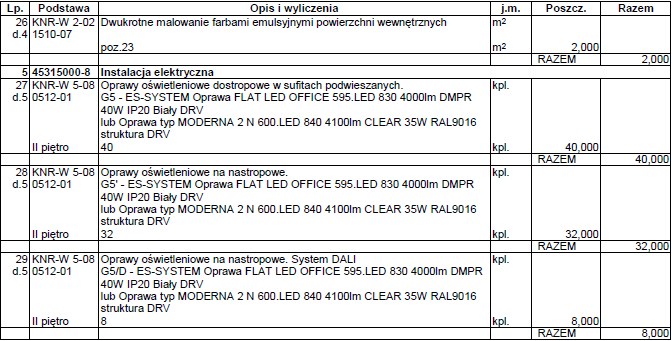 Lp. Podstawa Opis i wyliczenia j.m. Poszcz. Razem
26 KNR-W 2-02 Dwukrotne malowanie farbami emulsyjnymi powierzchni wewnętrznych m2
d.4 1510-07
poz.23 m2 2,000
RAZEM 2,000
5 45315000-8 Instalacja elektryczna
27 KNR-W 5-08 Oprawy oświetleniowe dostropowe w sufitach podwieszanych. kpl.
d.5 0512-01 G5 - ES-SYSTEM Oprawa FLAT LED OFFICE 595.LED 830 4000lm DMPR
40W IP20 Biały DRV
lub Oprawa typ MODERNA 2 N 600.LED 840 4100lm CLEAR 35W RAL9016
struktura DRV
II piętro 40 kpl. 40,000
RAZEM 40,000
28 KNR-W 5-08 Oprawy oświetleniowe na nastropowe. kpl.
d.5 0512-01 G5' - ES-SYSTEM Oprawa FLAT LED OFFICE 595.LED 830 4000lm DMPR
40W IP20 Biały DRV
lub Oprawa typ MODERNA 2 N 600.LED 840 4100lm CLEAR 35W RAL9016
struktura DRV
II piętro 32 kpl. 32,000
RAZEM 32,000
29 KNR-W 5-08 Oprawy oświetleniowe na nastropowe. System DALI kpl.
d.5 0512-01 G5/D - ES-SYSTEM Oprawa FLAT LED OFFICE 595.LED 830 4000lm DMPR
40W IP20 Biały DRV
lub Oprawa typ MODERNA 2 N 600.LED 840 4100lm CLEAR 35W RAL9016
struktura DRV
II piętro 8 kpl. 8,000
RAZEM 8,000